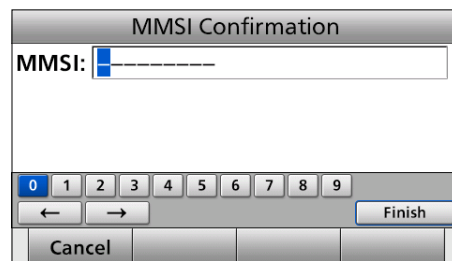 MMSI Confirmation
MMSI: ---------
0 1 2 3 4 5 6 7 8 9
← → Finish
Cancel